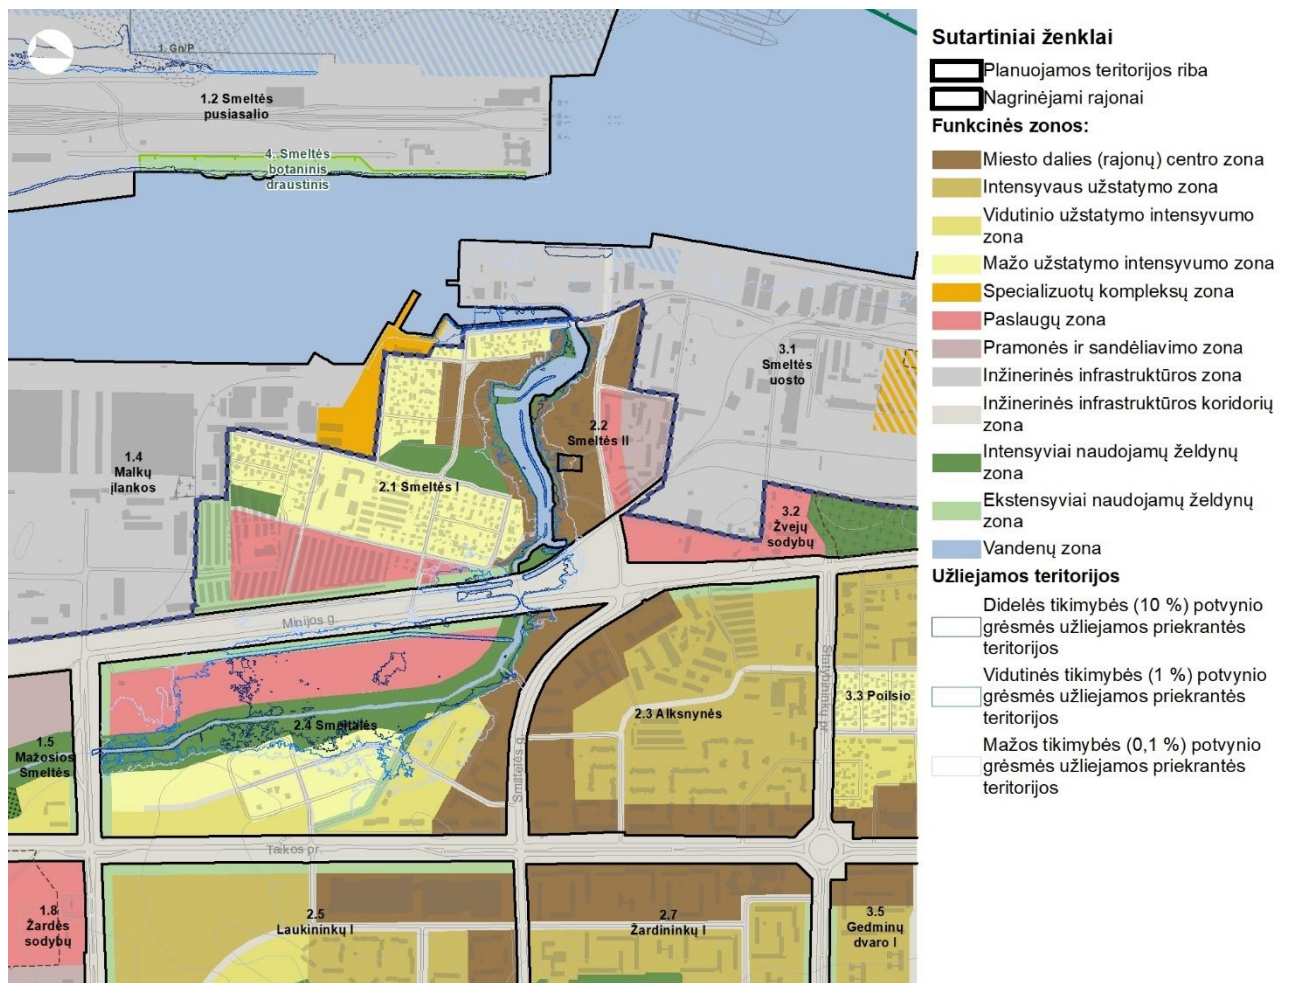 1. Gn/P
1.2 Smeltės
pusiasalio
4. Smeltės
botaninis
draustinis
3.1
Smeltės
uosto
2.2
Smeltės II
1.4
Malkų
įlankos
2.1 Smeltės I
3.2
Žvejų
sodybų
Minijos g.
Statybininkų pr.
3.3 Poilsio
2.3 Alksnynės
2.4 Smeltalės
1.5
Mažosios
Smeltės
Smiltelės g.
Taikos pr.
1.8
Žardės
sodybų
2.5
Laukininkų I
2.7
Žardininkų I
3.5
Gedminų
dvaro I
Sutartiniai ženklai
Planuojamos teritorijos riba
Nagrinėjami rajonai
Funkcinės zonos:
Miesto dalies (rajonų) centro zona
Intensyvaus užstatymo zona
Vidutinio užstatymo intensyvumo
zona
Mažo užstatymo intensyvumo zona
Specializuotų kompleksų zona
Paslaugų zona
Pramonės ir sandėliavimo zona
Inžinerinės infrastruktūros zona
Inžinerinės infrastruktūros koridorių
zona
Intensyviai naudojamų želdynų
zona
Ekstensyviai naudojamų želdynų
zona
Vandenų zona
Užliejamos teritorijos
Didelės tikimybės (10 %) potvynio
grėsmės užliejamos priekrantės
teritorijos
Vidutinės tikimybės (1 %) potvynio
grėsmės užliejamos priekrantės
teritorijos
Mažos tikimybės (0,1 %) potvynio
grėsmės užliejamos priekrantės
teritorijos